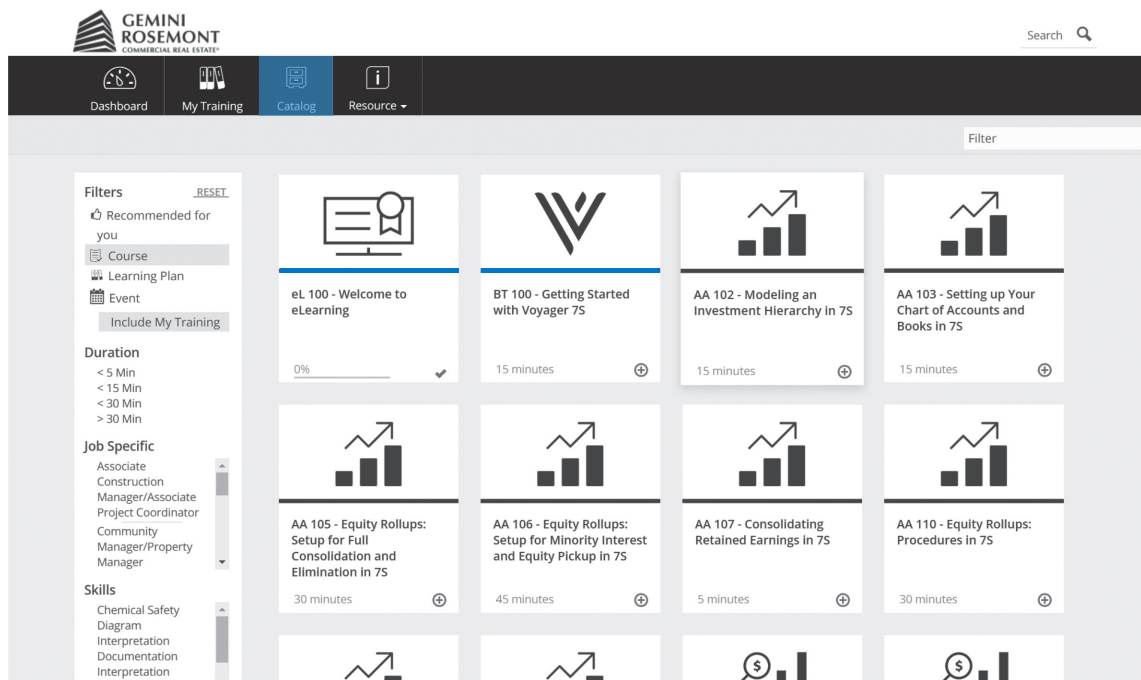 GEMINI
ROSEMONT
COMMERCIAL REAL ESTATE®
Search
Dashboard
My Training
Catalog
Resource
Filter
Filters
RESET
Recommended for
you
Course
Learning Plan
Event
Include My Training
Duration
< 5 Min
< 15 Min
< 30 Min
> 30 Min
Job Specific
Associate
Construction
Manager/Associate
Project Coordinator
Community
Manager/Property
Manager
Skills
Chemical Safety
Diagram
Interpretation
Documentation
Interpretation
eL 100 - Welcome to
eLearning
0%
BT 100 - Getting Started
with Voyager 7S
15 minutes
AA 102 - Modeling an
Investment Hierarchy in 7S
15 minutes
AA 103 - Setting up Your
Chart of Accounts and
Books in 7S
15 minutes
AA 105 - Equity Rollups:
Setup for Full
Consolidation and
Elimination in 7S
30 minutes
AA 106 - Equity Rollups:
Setup for Minority Interest
and Equity Pickup in 7S
45 minutes
AA 107 - Consolidating
Retained Earnings in 7S
5 minutes
AA 110 - Equity Rollups:
Procedures in 7S
30 minutes